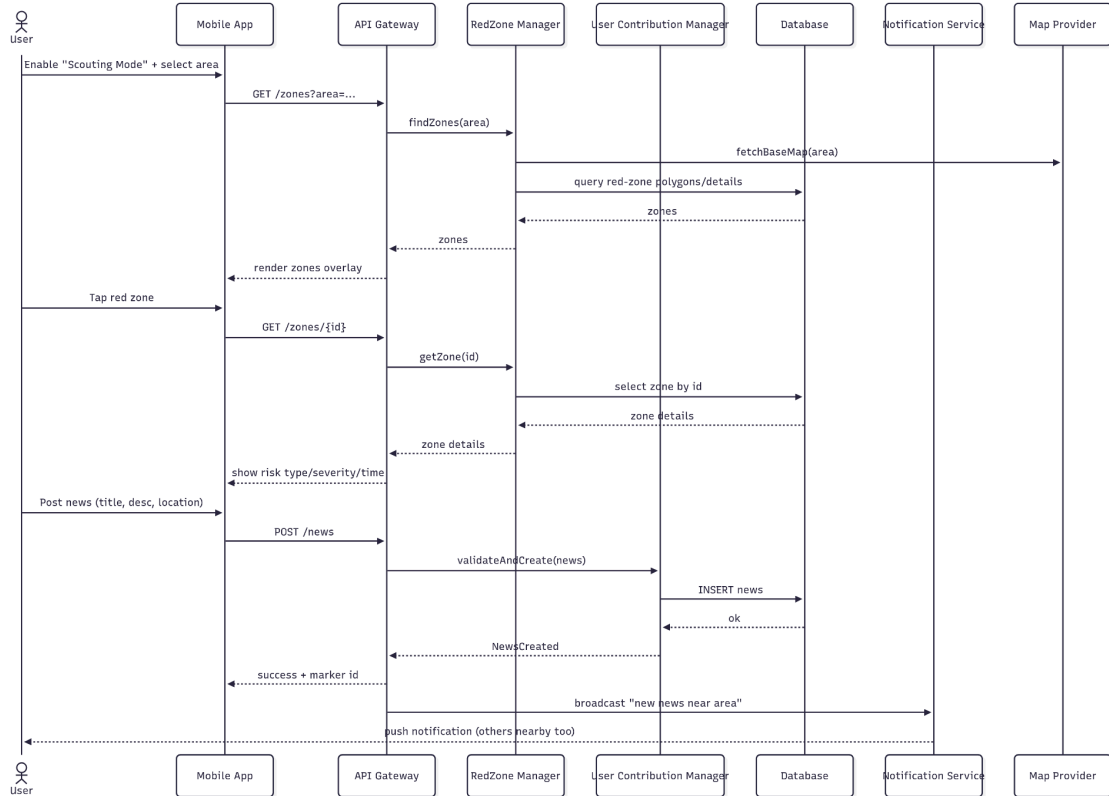 User
Mobile App
API Gateway
RedZone Manager
User Contribution Manager
Database
Notification Service
Map Provider
Enable "Scouting Mode" + select area
GET /zones?area=...
findZones(area)
fetchBaseMap(area)
query red-zone polygons/details
zones
zones
render zones overlay
Tap red zone
GET /zones/{id}
getZone(id)
select zone by id
zone details
zone details
show risk type/severity/time
Post news (title, desc, location)
POST /news
validateAndCreate(news)
INSERT news
ok
NewsCreated
success + marker id
broadcast "new news near area"
push notification (others nearby too)
User
Mobile App
API Gateway
RedZone Manager
User Contribution Manager
Database
Notification Service
Map Provider